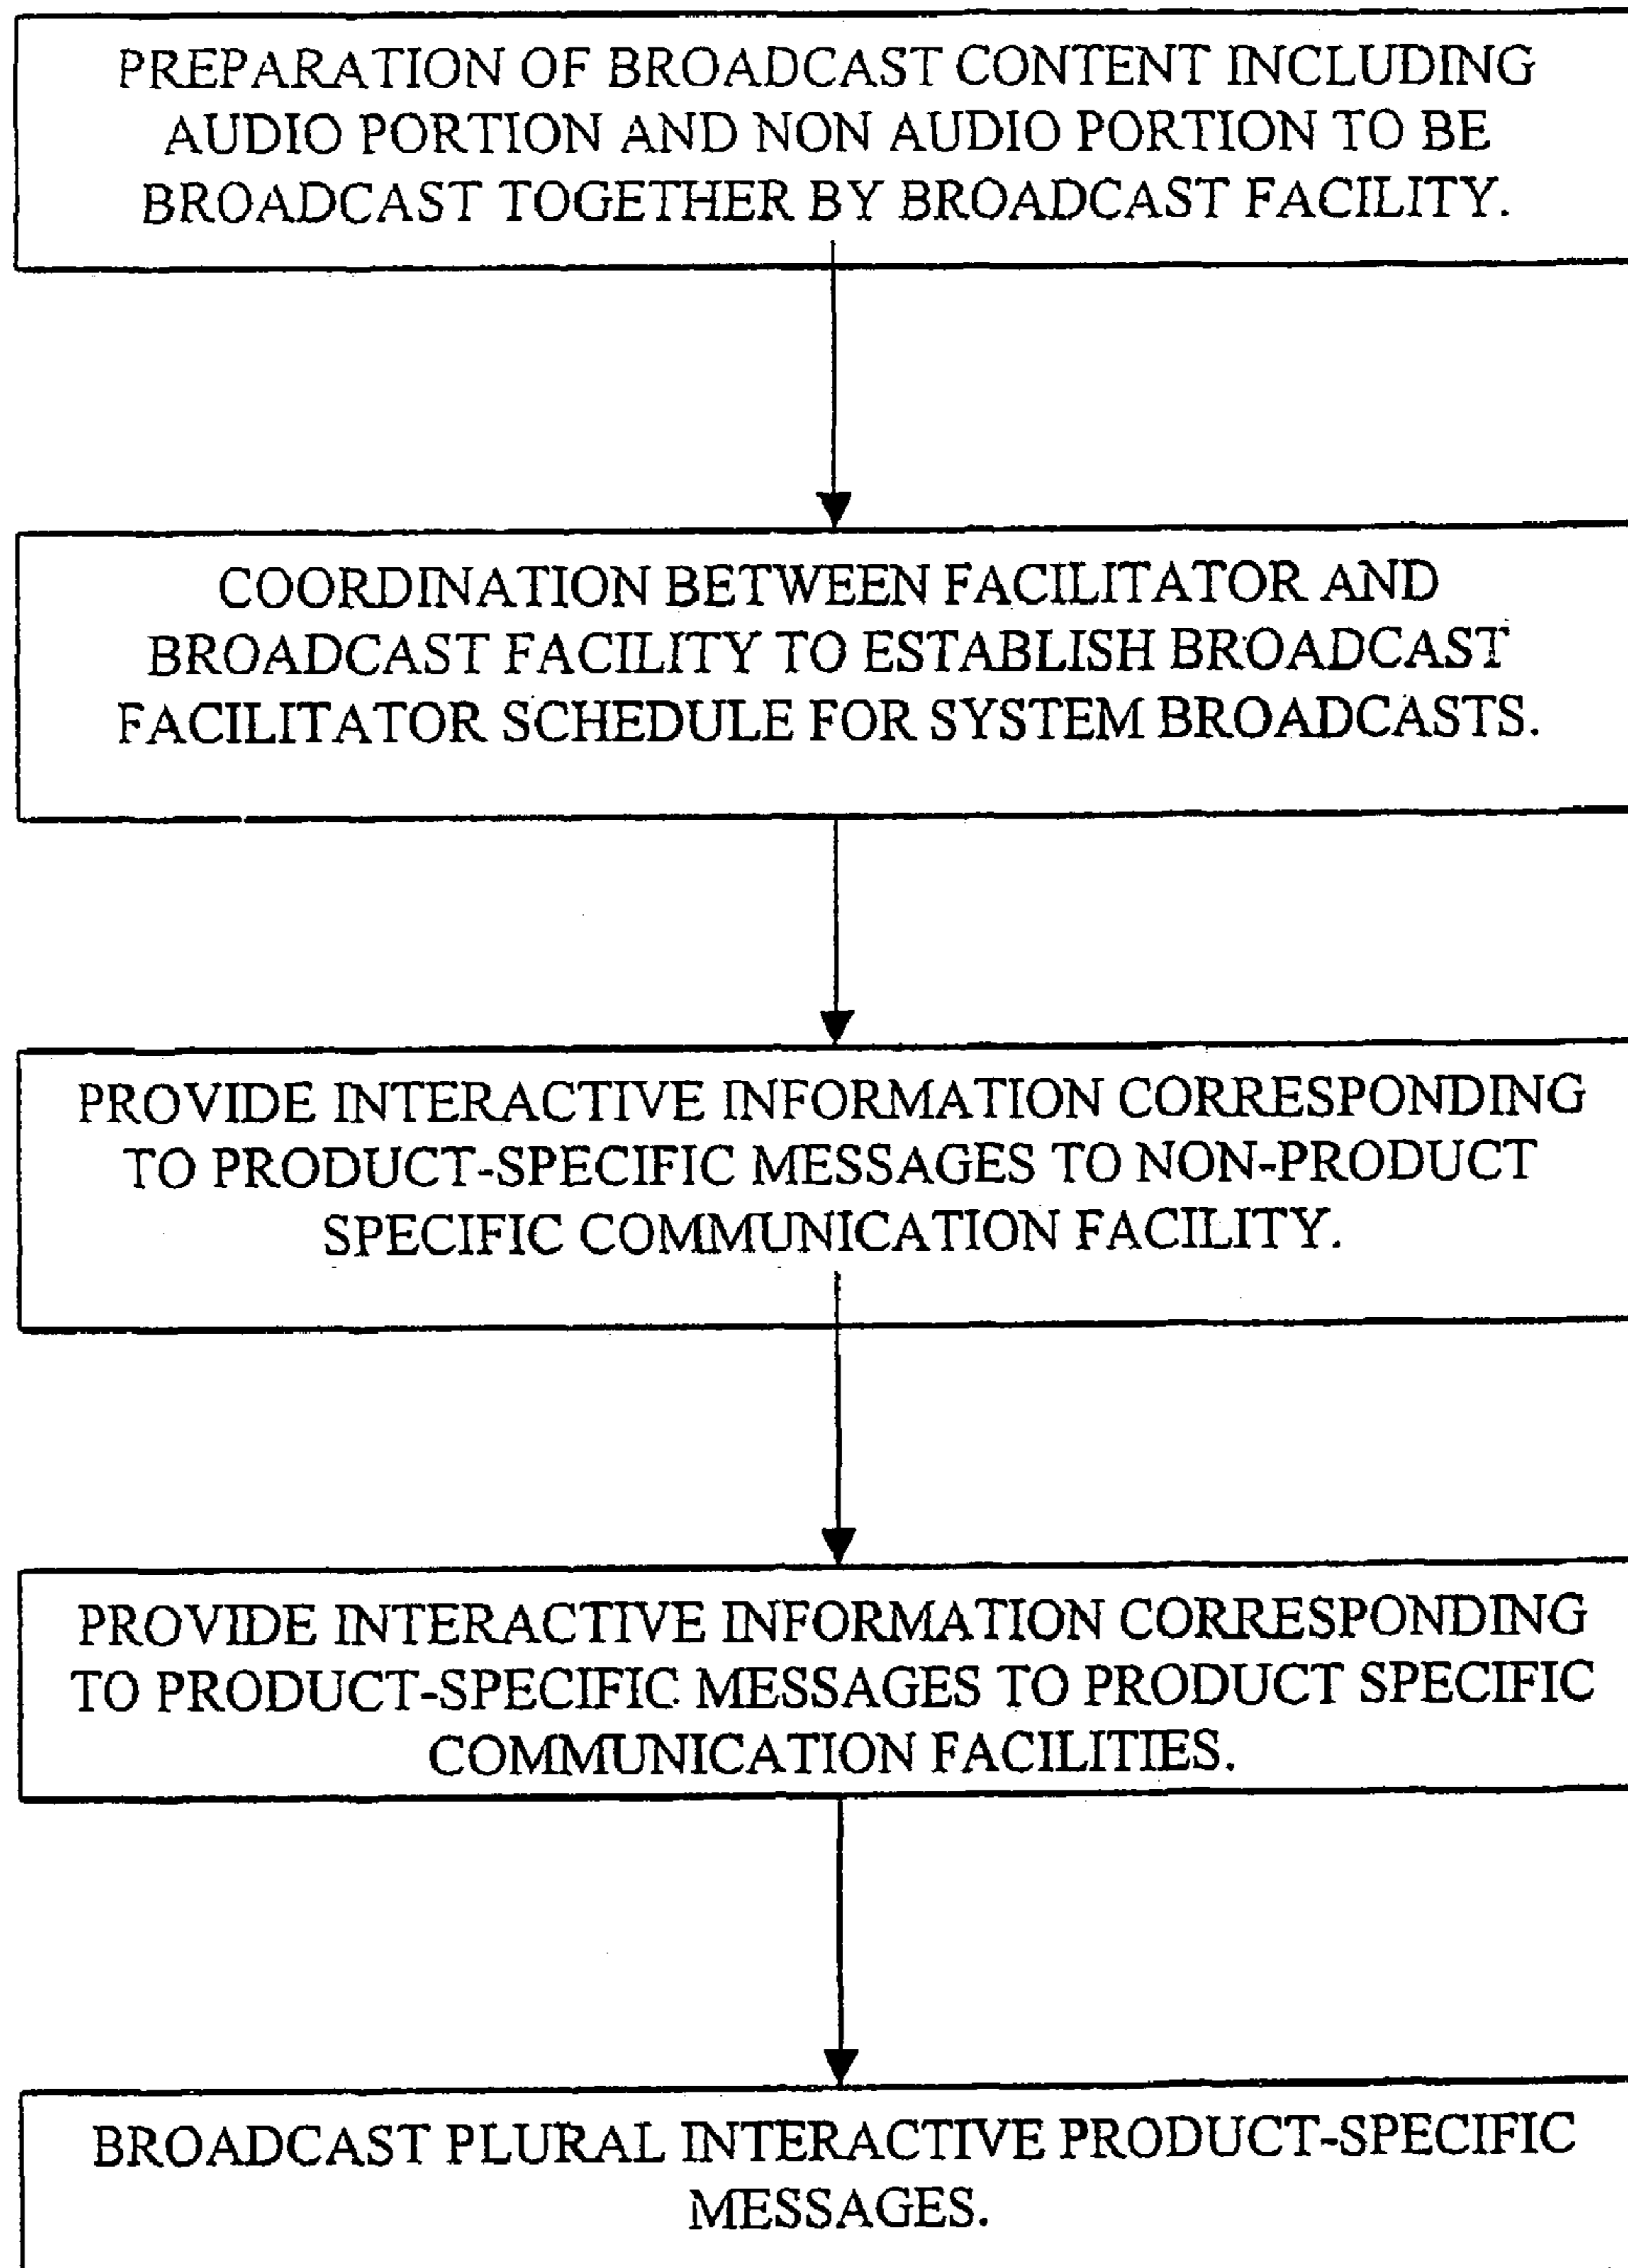 PREPARATION OF BROADCAST CONTENT INCLUDING
AUDIO PORTION AND NON AUDIO PORTION TO BE
BROADCAST TOGETHER BY BROADCAST FACILITY.
COORDINATION BETWEEN FACILITATOR AND
BROADCAST FACILITY TO ESTABLISH BROADCAST
FACILITATOR SCHEDULE FOR SYSTEM BROADCASTS.
PROVIDE INTERACTIVE INFORMATION CORRESPONDING
TO PRODUCT-SPECIFIC MESSAGES TO NON-PRODUCT
SPECIFIC COMMUNICATION FACILITY.
PROVIDE INTERACTIVE INFORMATION CORRESPONDING
TO PRODUCT-SPECIFIC MESSAGES TO PRODUCT SPECIFIC
COMMUNICATION FACILITIES.
BROADCAST PLURAL INTERACTIVE PRODUCT-SPECIFIC
MESSAGES.